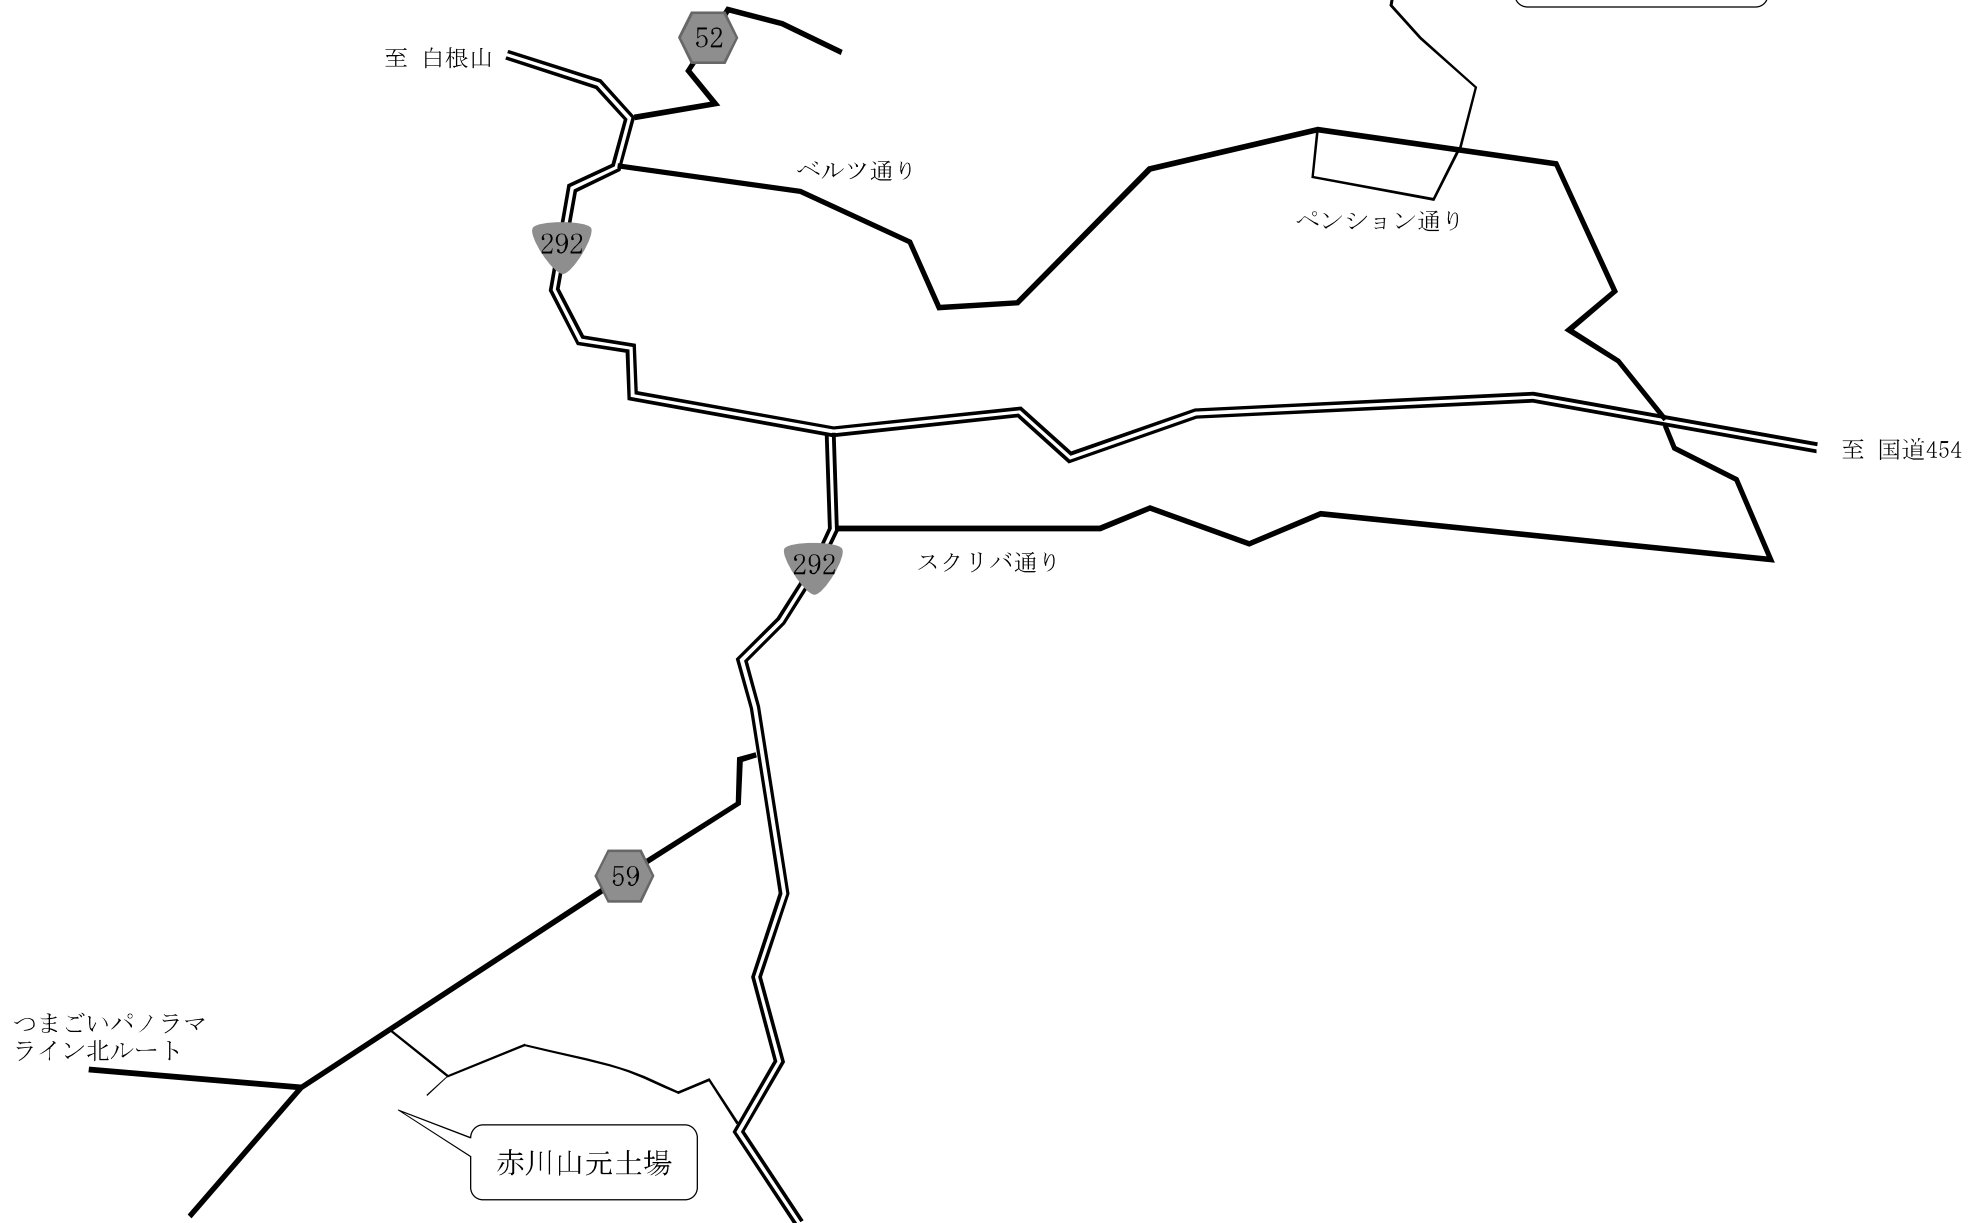 52
至 白根山
ベルツ通り
ペンション通り
292
至 国道454
スクリバ通り
292
59
つまごいパノラマ
ライン北ルート
赤川山元土場